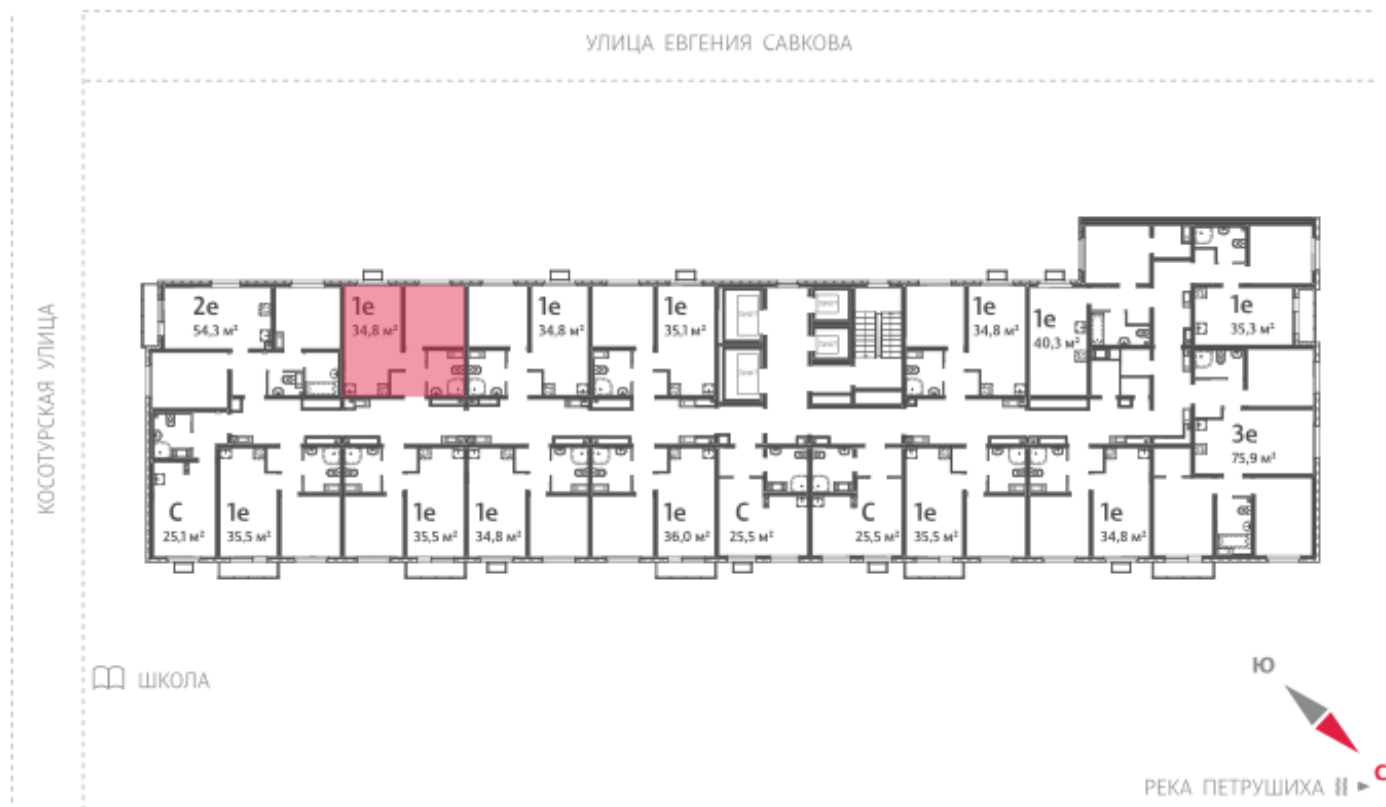 УЛИЦА ЕВГЕНИЯ САВКОВА
КОСОТУРСКАЯ УЛИЦА
2е
54,3 м²
1е
34,8 м²
1е
34,8 м²
1е
35,1 м²
1е
34,8 м²
1е
40,3 м²
1е
35,3 м²
3е
75,9 м²
С
25,1 м²
1е
35,5 м²
1е
35,5 м²
1е
34,8 м²
1е
36,0 м²
С
25,5 м²
С
25,5 м²
1е
35,5 м²
1е
34,8 м²
ШКОЛА
Ю
С
РЕКА ПЕТРУШИХА